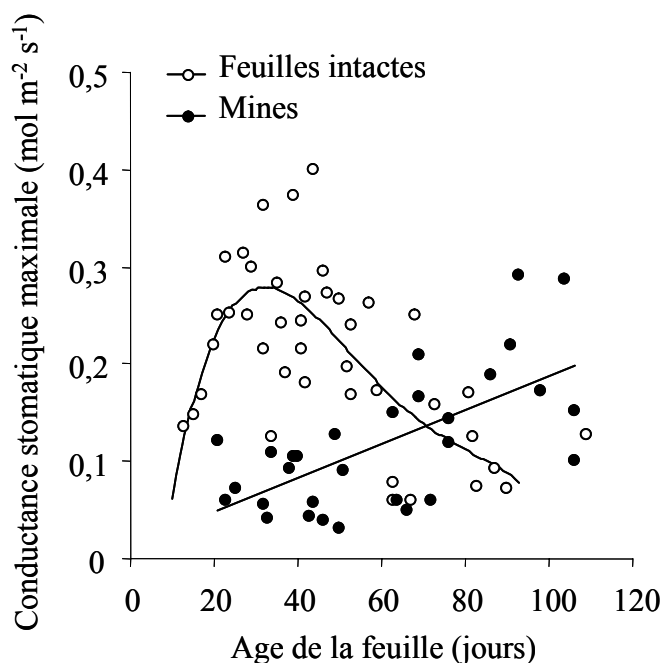 Conductance stomatique maximale (mol m⁻² s⁻¹)
Feuilles intactes
Mines
0,5
0,4
0,3
0,2
0,1
0
0 20 40 60 80 100 120
Age de la feuille (jours)